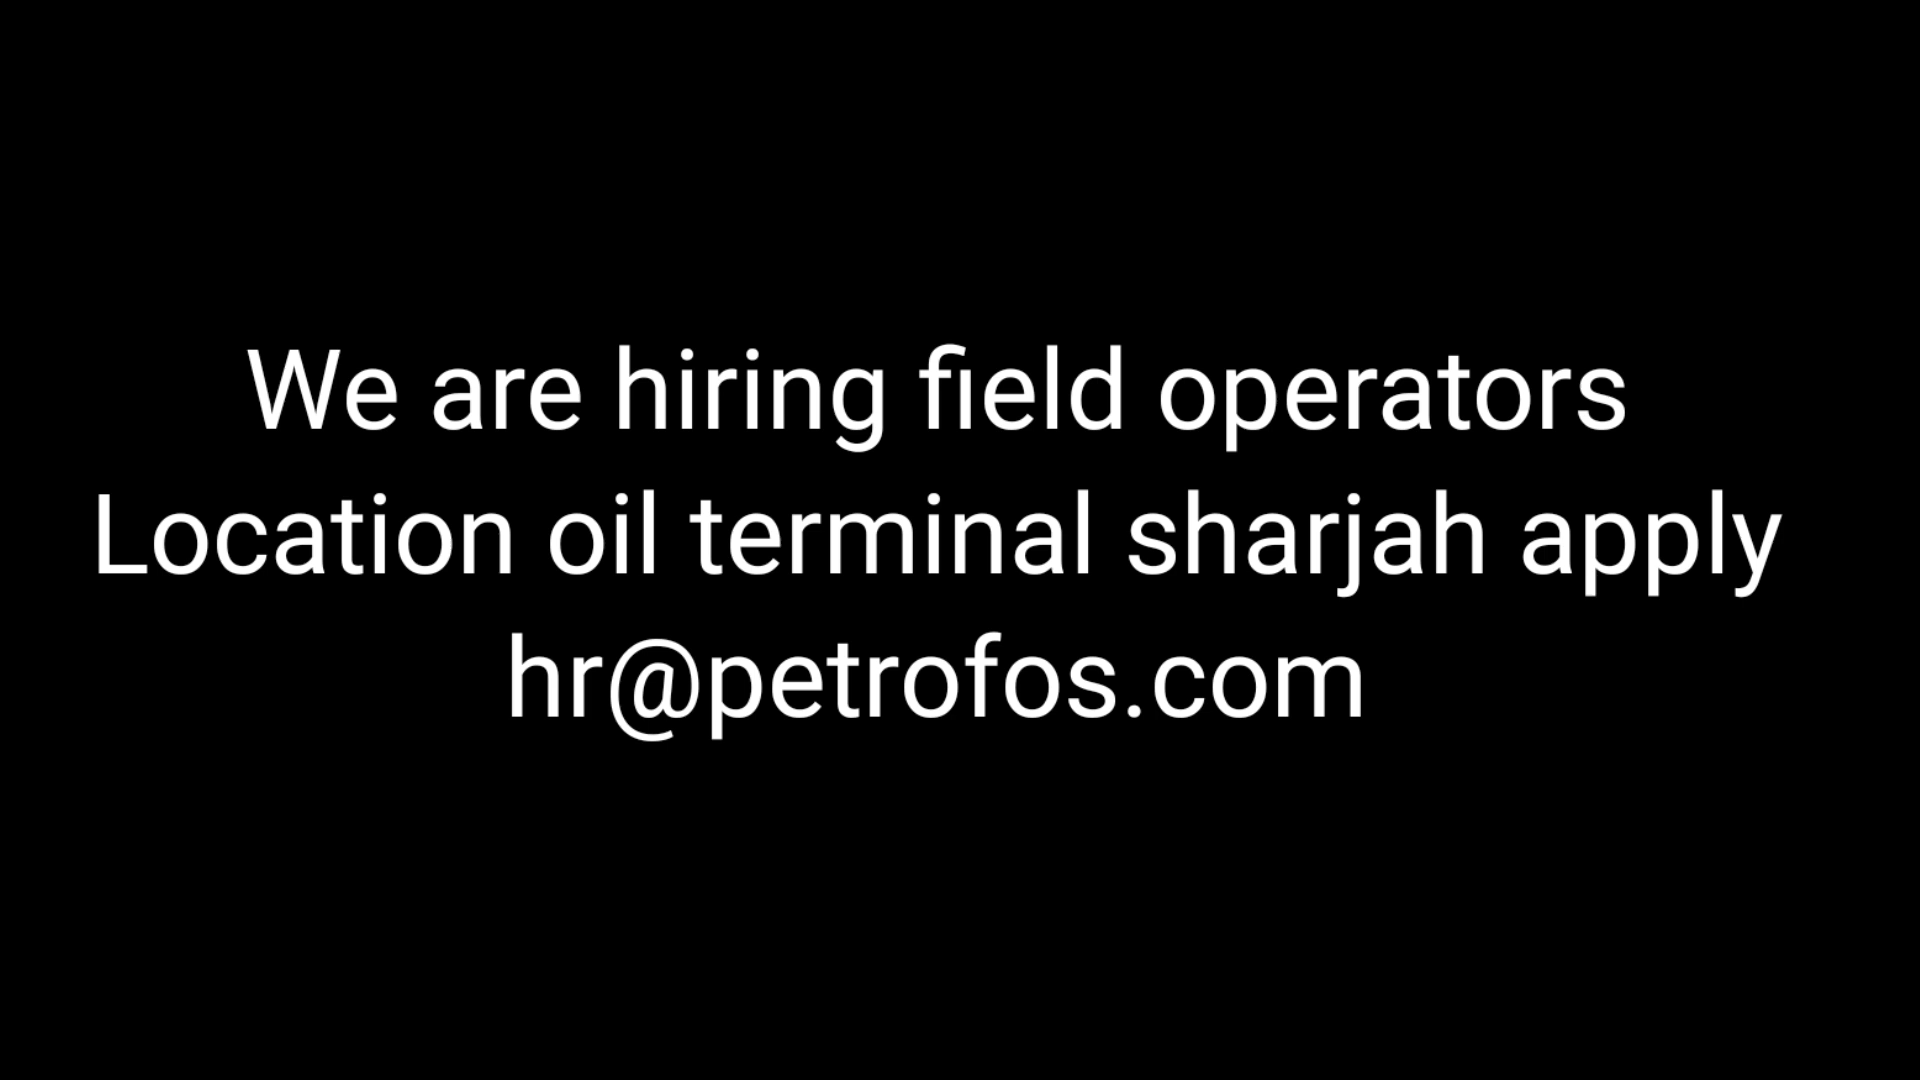 We are hiring field operators
Location oil terminal sharjah apply
hr@petrofos.com